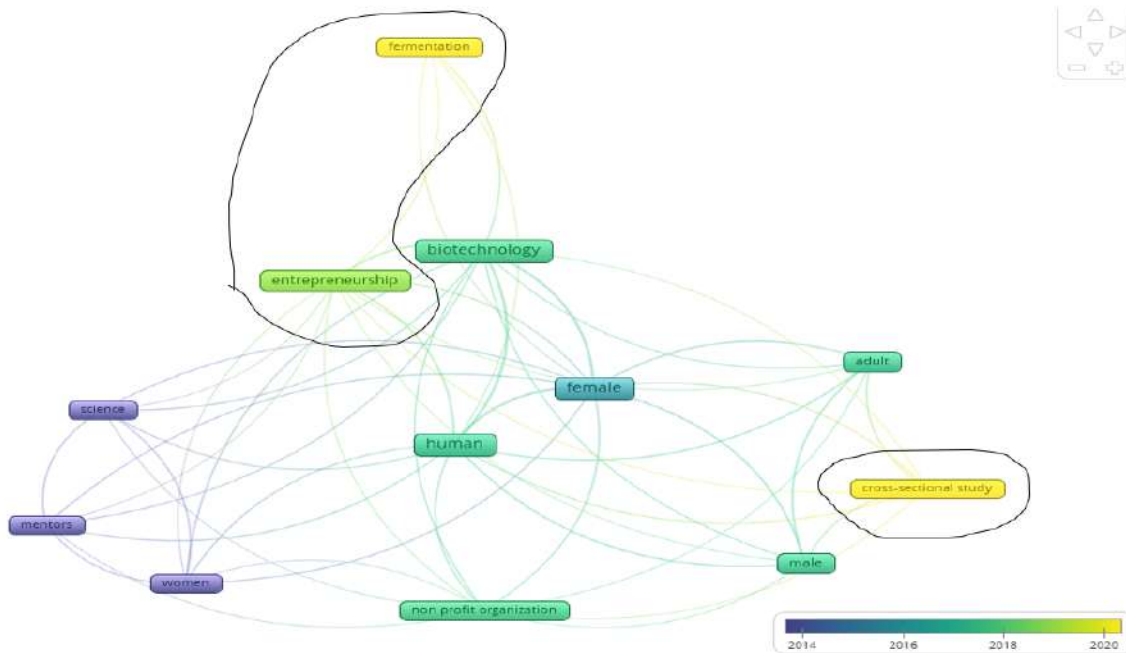 fermentation
biotechnology
entrepreneurship
adult
female
science
human
cross-sectional study
mentors
male
women
non profit organization
2014 2016 2018 2020